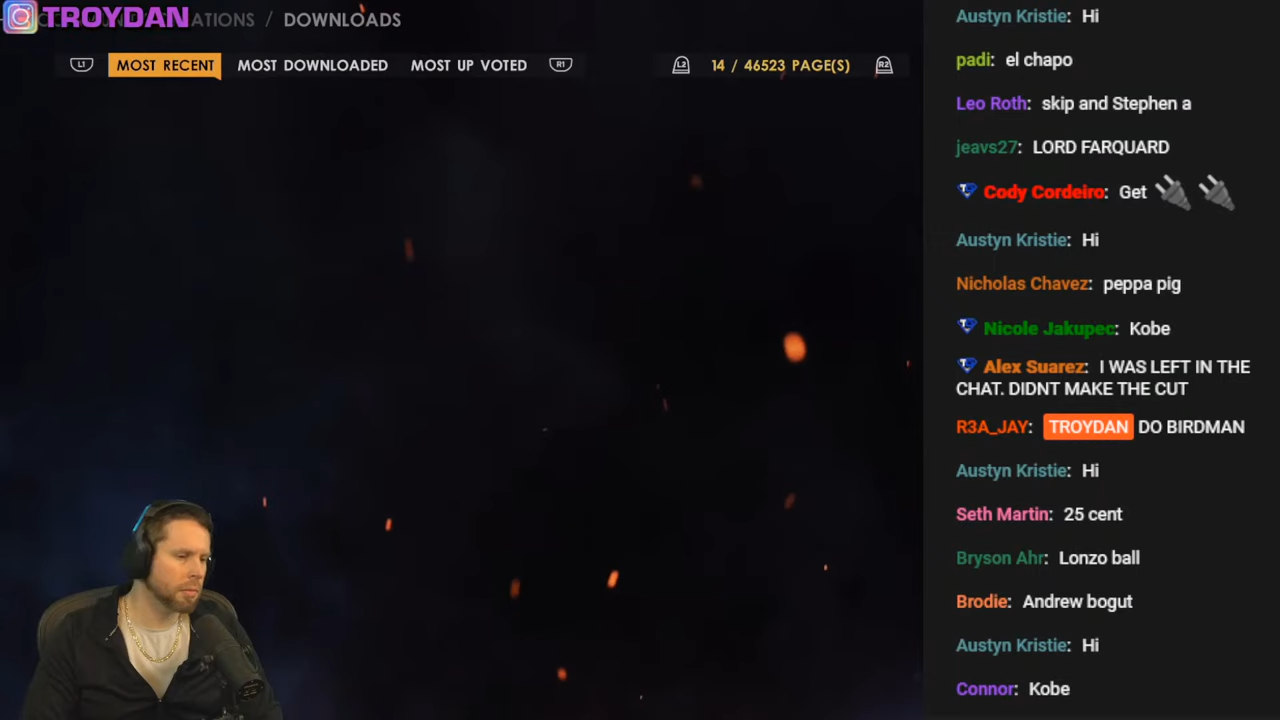 TROYDAN
ATIONS / DOWNLOADS
L1 MOST RECENT MOST DOWNLOADED MOST UP VOTED R1 L2 14 / 46523 PAGE(S) R2
Austyn Kristie: Hi
padi: el chapo
Leo Roth: skip and Stephen a
jeavs27: LORD FARQUARD
Cody Cordeiro: Get
Austyn Kristie: Hi
Nicholas Chavez: peppa pig
Nicole Jakupec: Kobe
Alex Suarez: I WAS LEFT IN THE
CHAT. DIDNT MAKE THE CUT
R3A_JAY: TROYDAN DO BIRDMAN
Austyn Kristie: Hi
Seth Martin: 25 cent
Bryson Ahr: Lonzo ball
Brodie: Andrew bogut
Austyn Kristie: Hi
Connor: Kobe